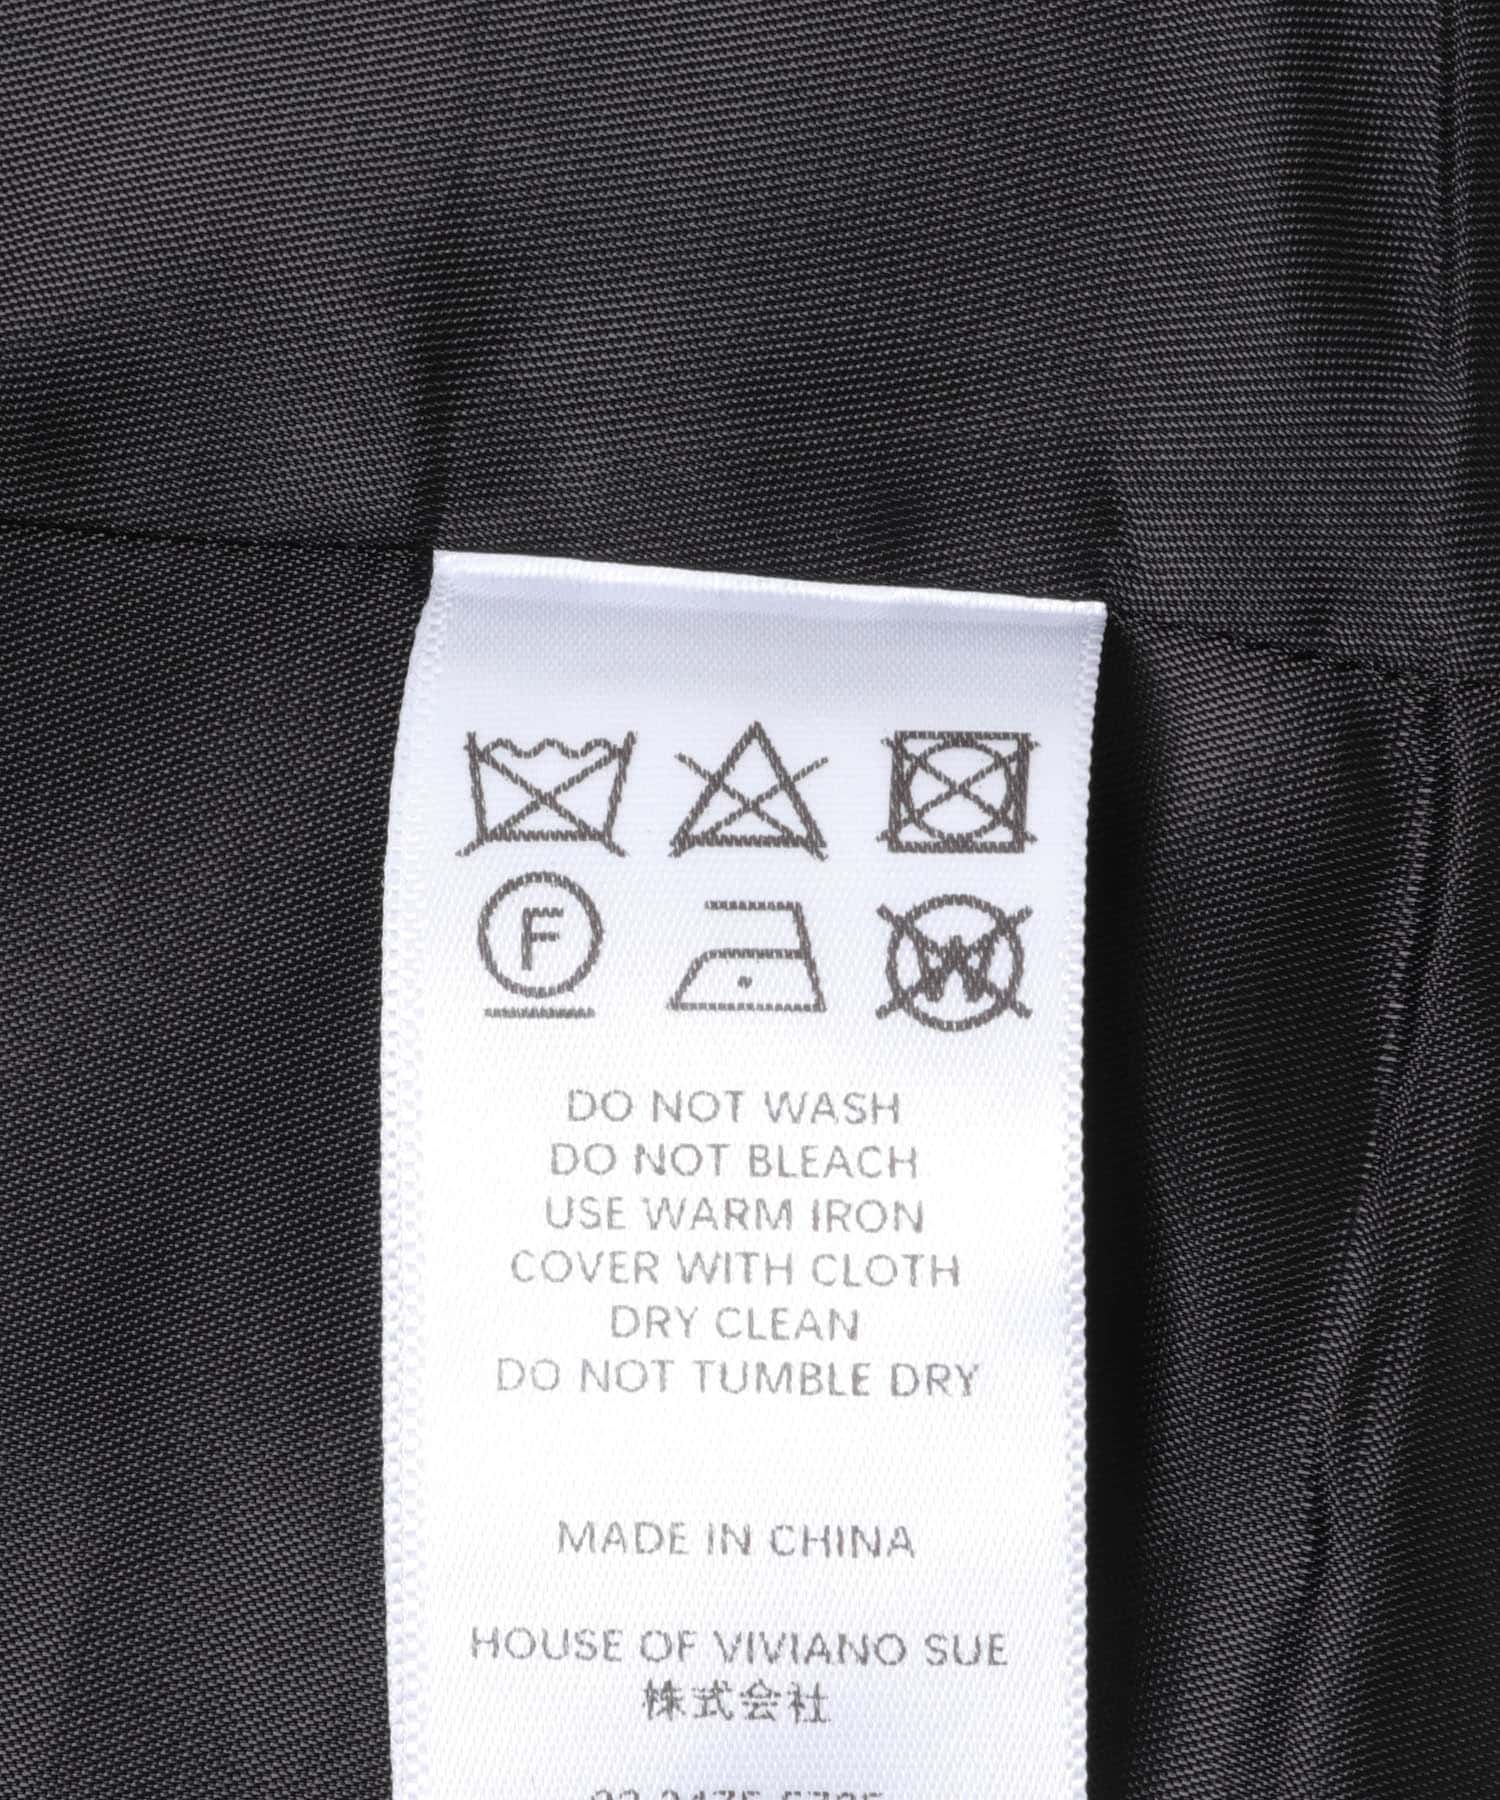 F
W
DO NOT WASH
DO NOT BLEACH
USE WARM IRON
COVER WITH CLOTH
DRY CLEAN
DO NOT TUMBLE DRY
MADE IN CHINA
HOUSE OF VIVIANO SUE
株式会社